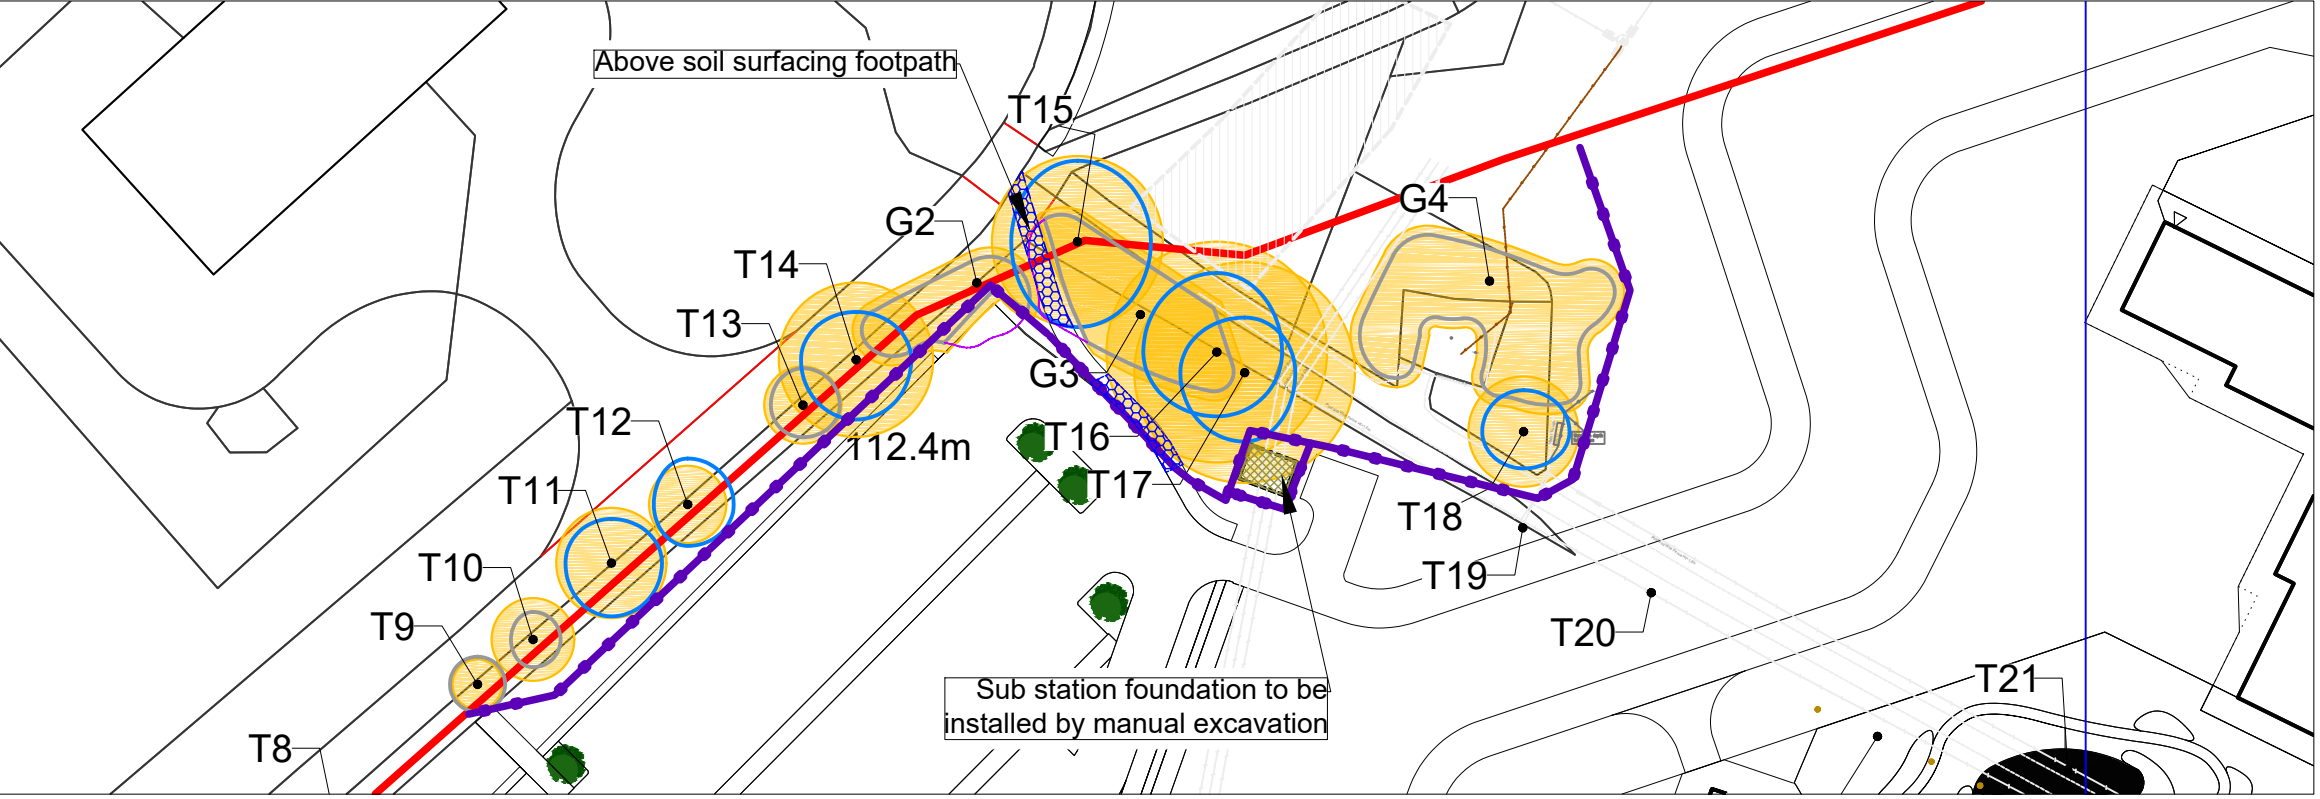 Above soil surfacing footpath
T15
G4
G2
T14
T13
G3
T12
T16
112.4m
T17
T11
T18
T10
T19
T9
T20
Sub station foundation to be
installed by manual excavation
T21
T8